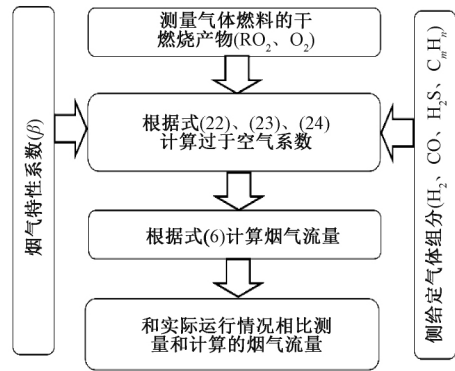 测量气体燃料的干
燃烧产物(RO₂、O₂)
烟气特性系数(β)
根据式(22)、(23)、(24)
计算过于空气系数
侧给定气体组分(H₂、CO、H₂S、CₘHₙ)
根据式(6)计算烟气流量
和实际运行情况相比测
量和计算的烟气流量